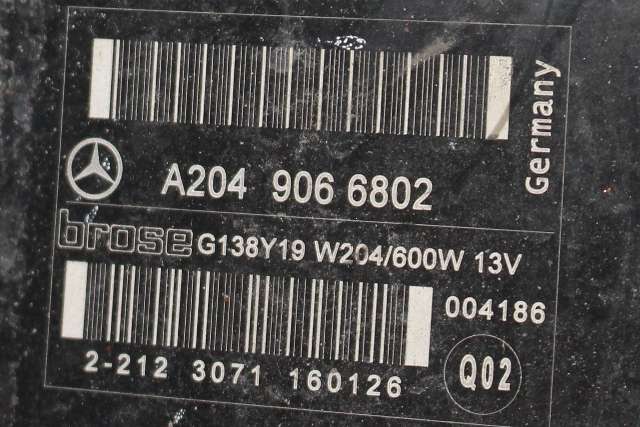 Germany
A204 906 6802
brose G138Y19 W204/600W 13V
004186
2-212 3071 160126
Q02